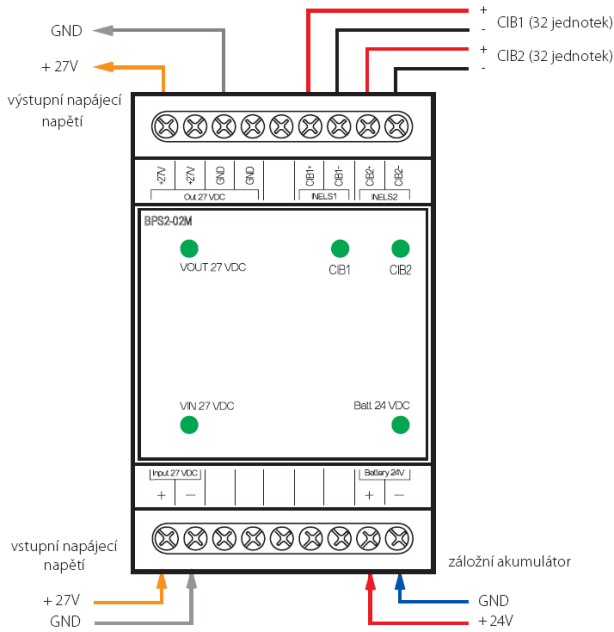 GND
+ 27V
výstupní napájecí
napětí
+
- CIB1 (32 jednotek)
+
- CIB2 (32 jednotek)
+27V +27V GND GND CIB1+ CIB1- CIB2+ CIB2-
Out 27 VDC INELS1 INELS2
BPS2-02M
VOUT 27 VDC CIB1 CIB2
VIN 27 VDC Batt 24 VDC
Input 27 VDC Battery 24V
+ − + −
vstupní napájecí
napětí
+ 27V
GND
záložní akumulátor
GND
+ 24V